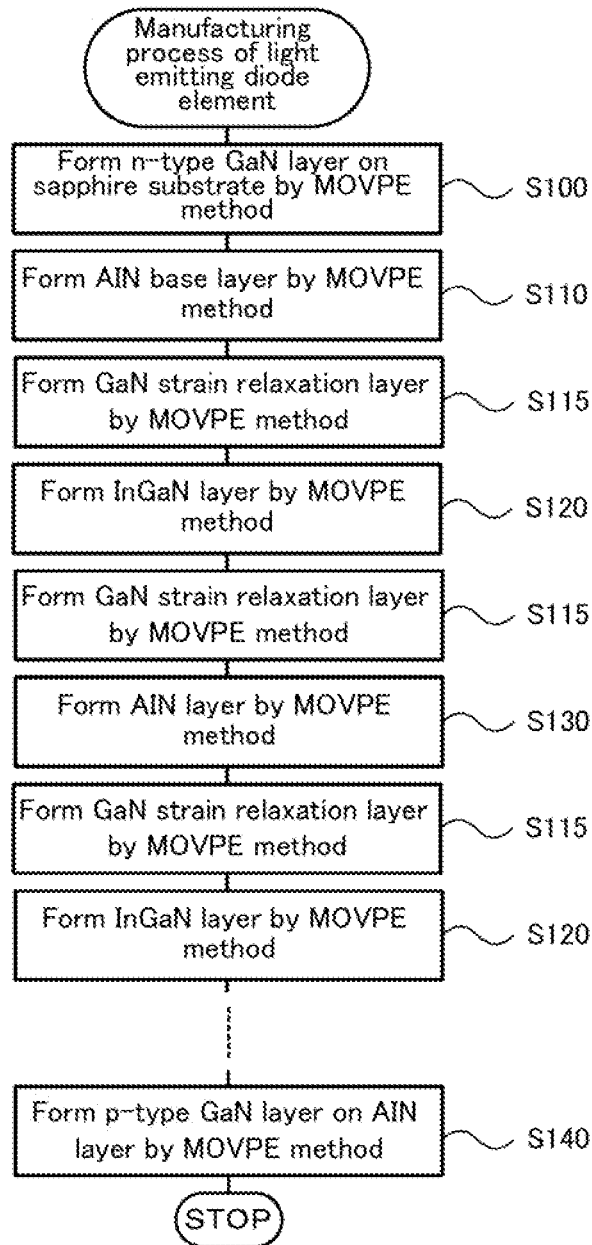 Manufacturing
process of light
emitting diode
element
Form n-type GaN layer on
sapphire substrate by MOVPE
method
S100
Form AlN base layer by MOVPE
method
S110
Form GaN strain relaxation layer
by MOVPE method
S115
Form InGaN layer by MOVPE
method
S120
Form GaN strain relaxation layer
by MOVPE method
S115
Form AlN layer by MOVPE
method
S130
Form GaN strain relaxation layer
by MOVPE method
S115
Form InGaN layer by MOVPE
method
S120
Form p-type GaN layer on AlN
layer by MOVPE method
S140
STOP